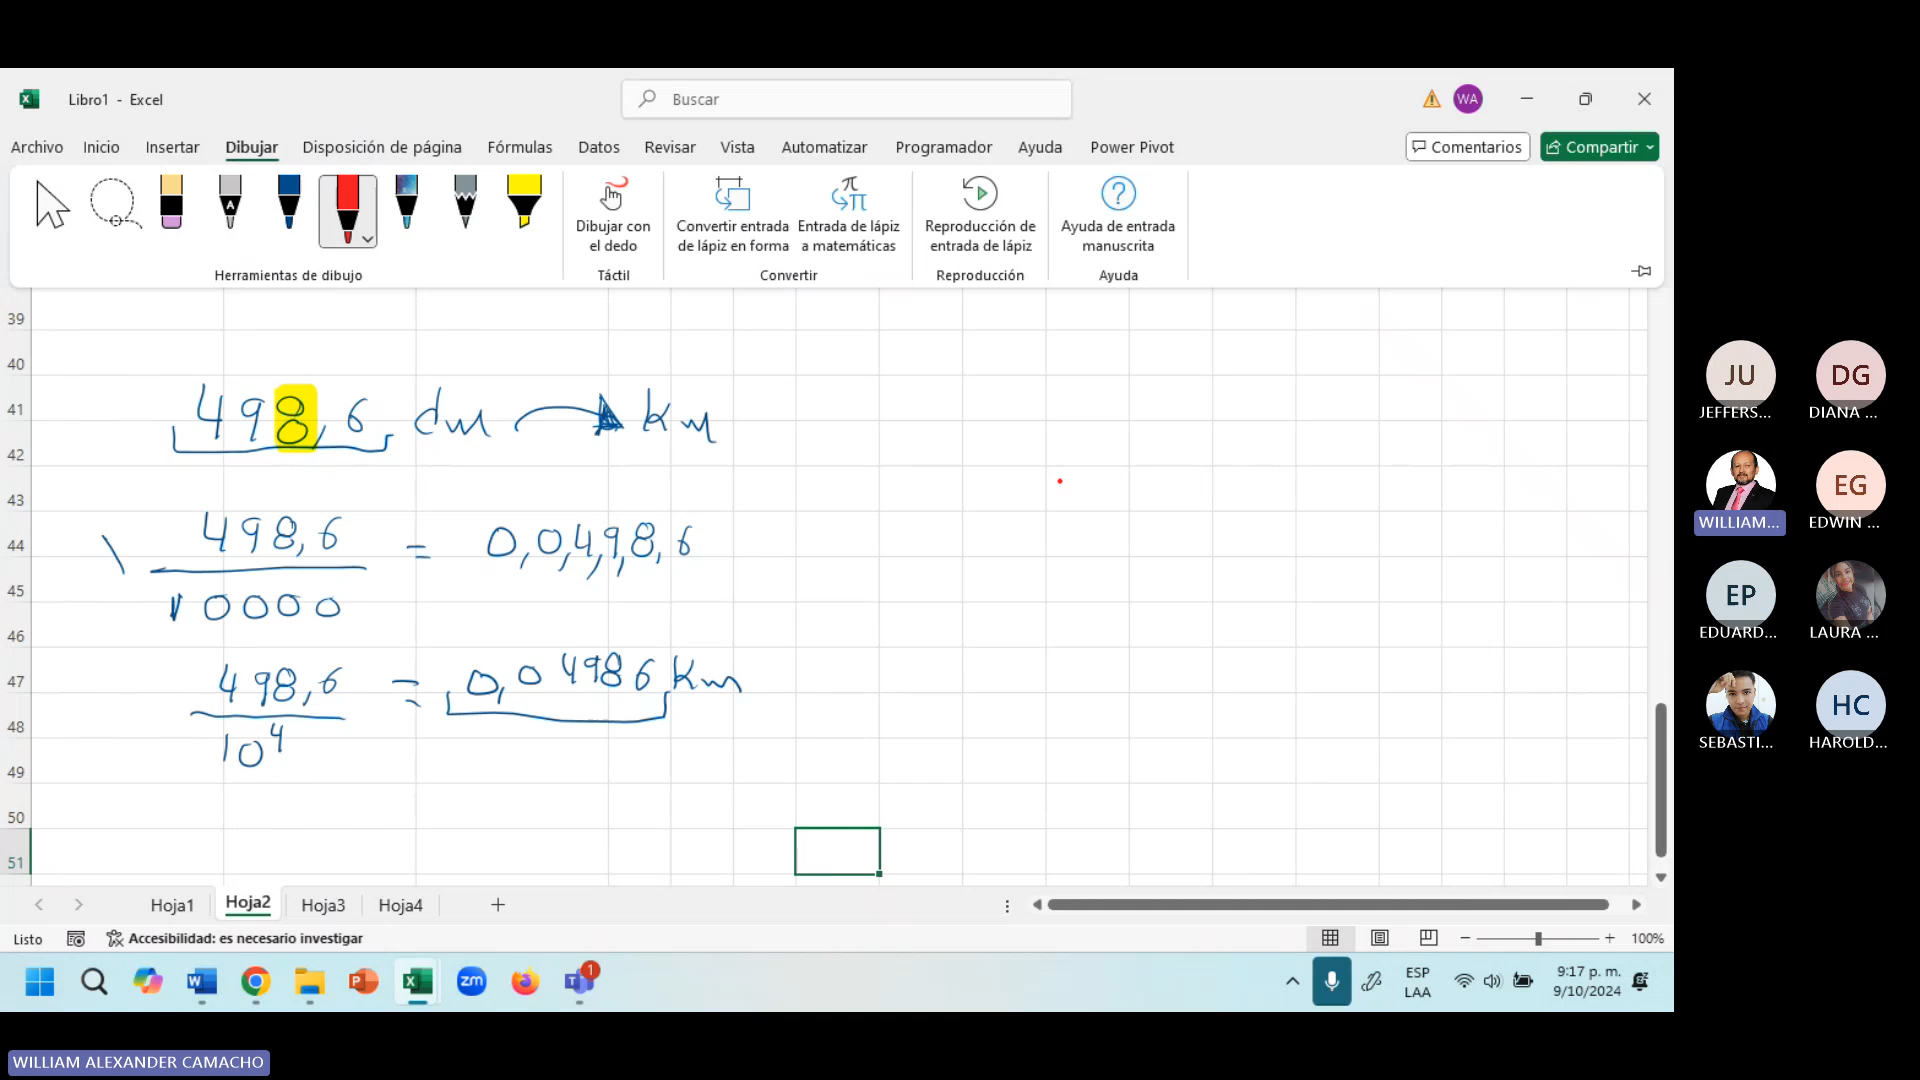 Libro1 - Excel
Buscar
WA
Archivo Inicio Insertar Dibujar Disposición de página Fórmulas Datos Revisar Vista Automatizar Programador Ayuda Power Pivot
Comentarios
Compartir
Dibujar con
el dedo
Convertir entrada
de lápiz en forma
Entrada de lápiz
a matemáticas
Reproducción de
entrada de lápiz
Ayuda de entrada
manuscrita
Herramientas de dibujo
Táctil
Convertir
Reproducción
Ayuda
39
40
41
42
43
44
45
46
47
48
49
50
51
498,6 dm → km
498,6 = 0,0,4,9,8,6
10000
498,6 = 0,04986 km
10^4
JU
JEFFERS...
DG
DIANA ...
WILLIAM...
EG
EDWIN ...
EP
EDUARD...
LAURA ...
SEBASTI...
HC
HAROLD...
Hoja1 Hoja2 Hoja3 Hoja4 +
Listo
Accesibilidad: es necesario investigar
100%
zm
1
ESP
LAA
9:17 p. m.
9/10/2024
WILLIAM ALEXANDER CAMACHO